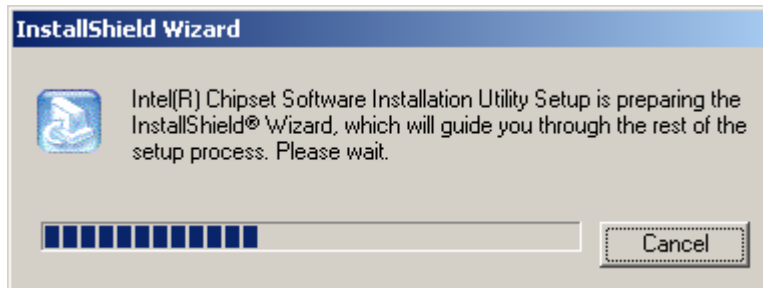 InstallShield Wizard
Intel(R) Chipset Software Installation Utility Setup is preparing the
InstallShield® Wizard, which will guide you through the rest of the
setup process. Please wait.
Cancel